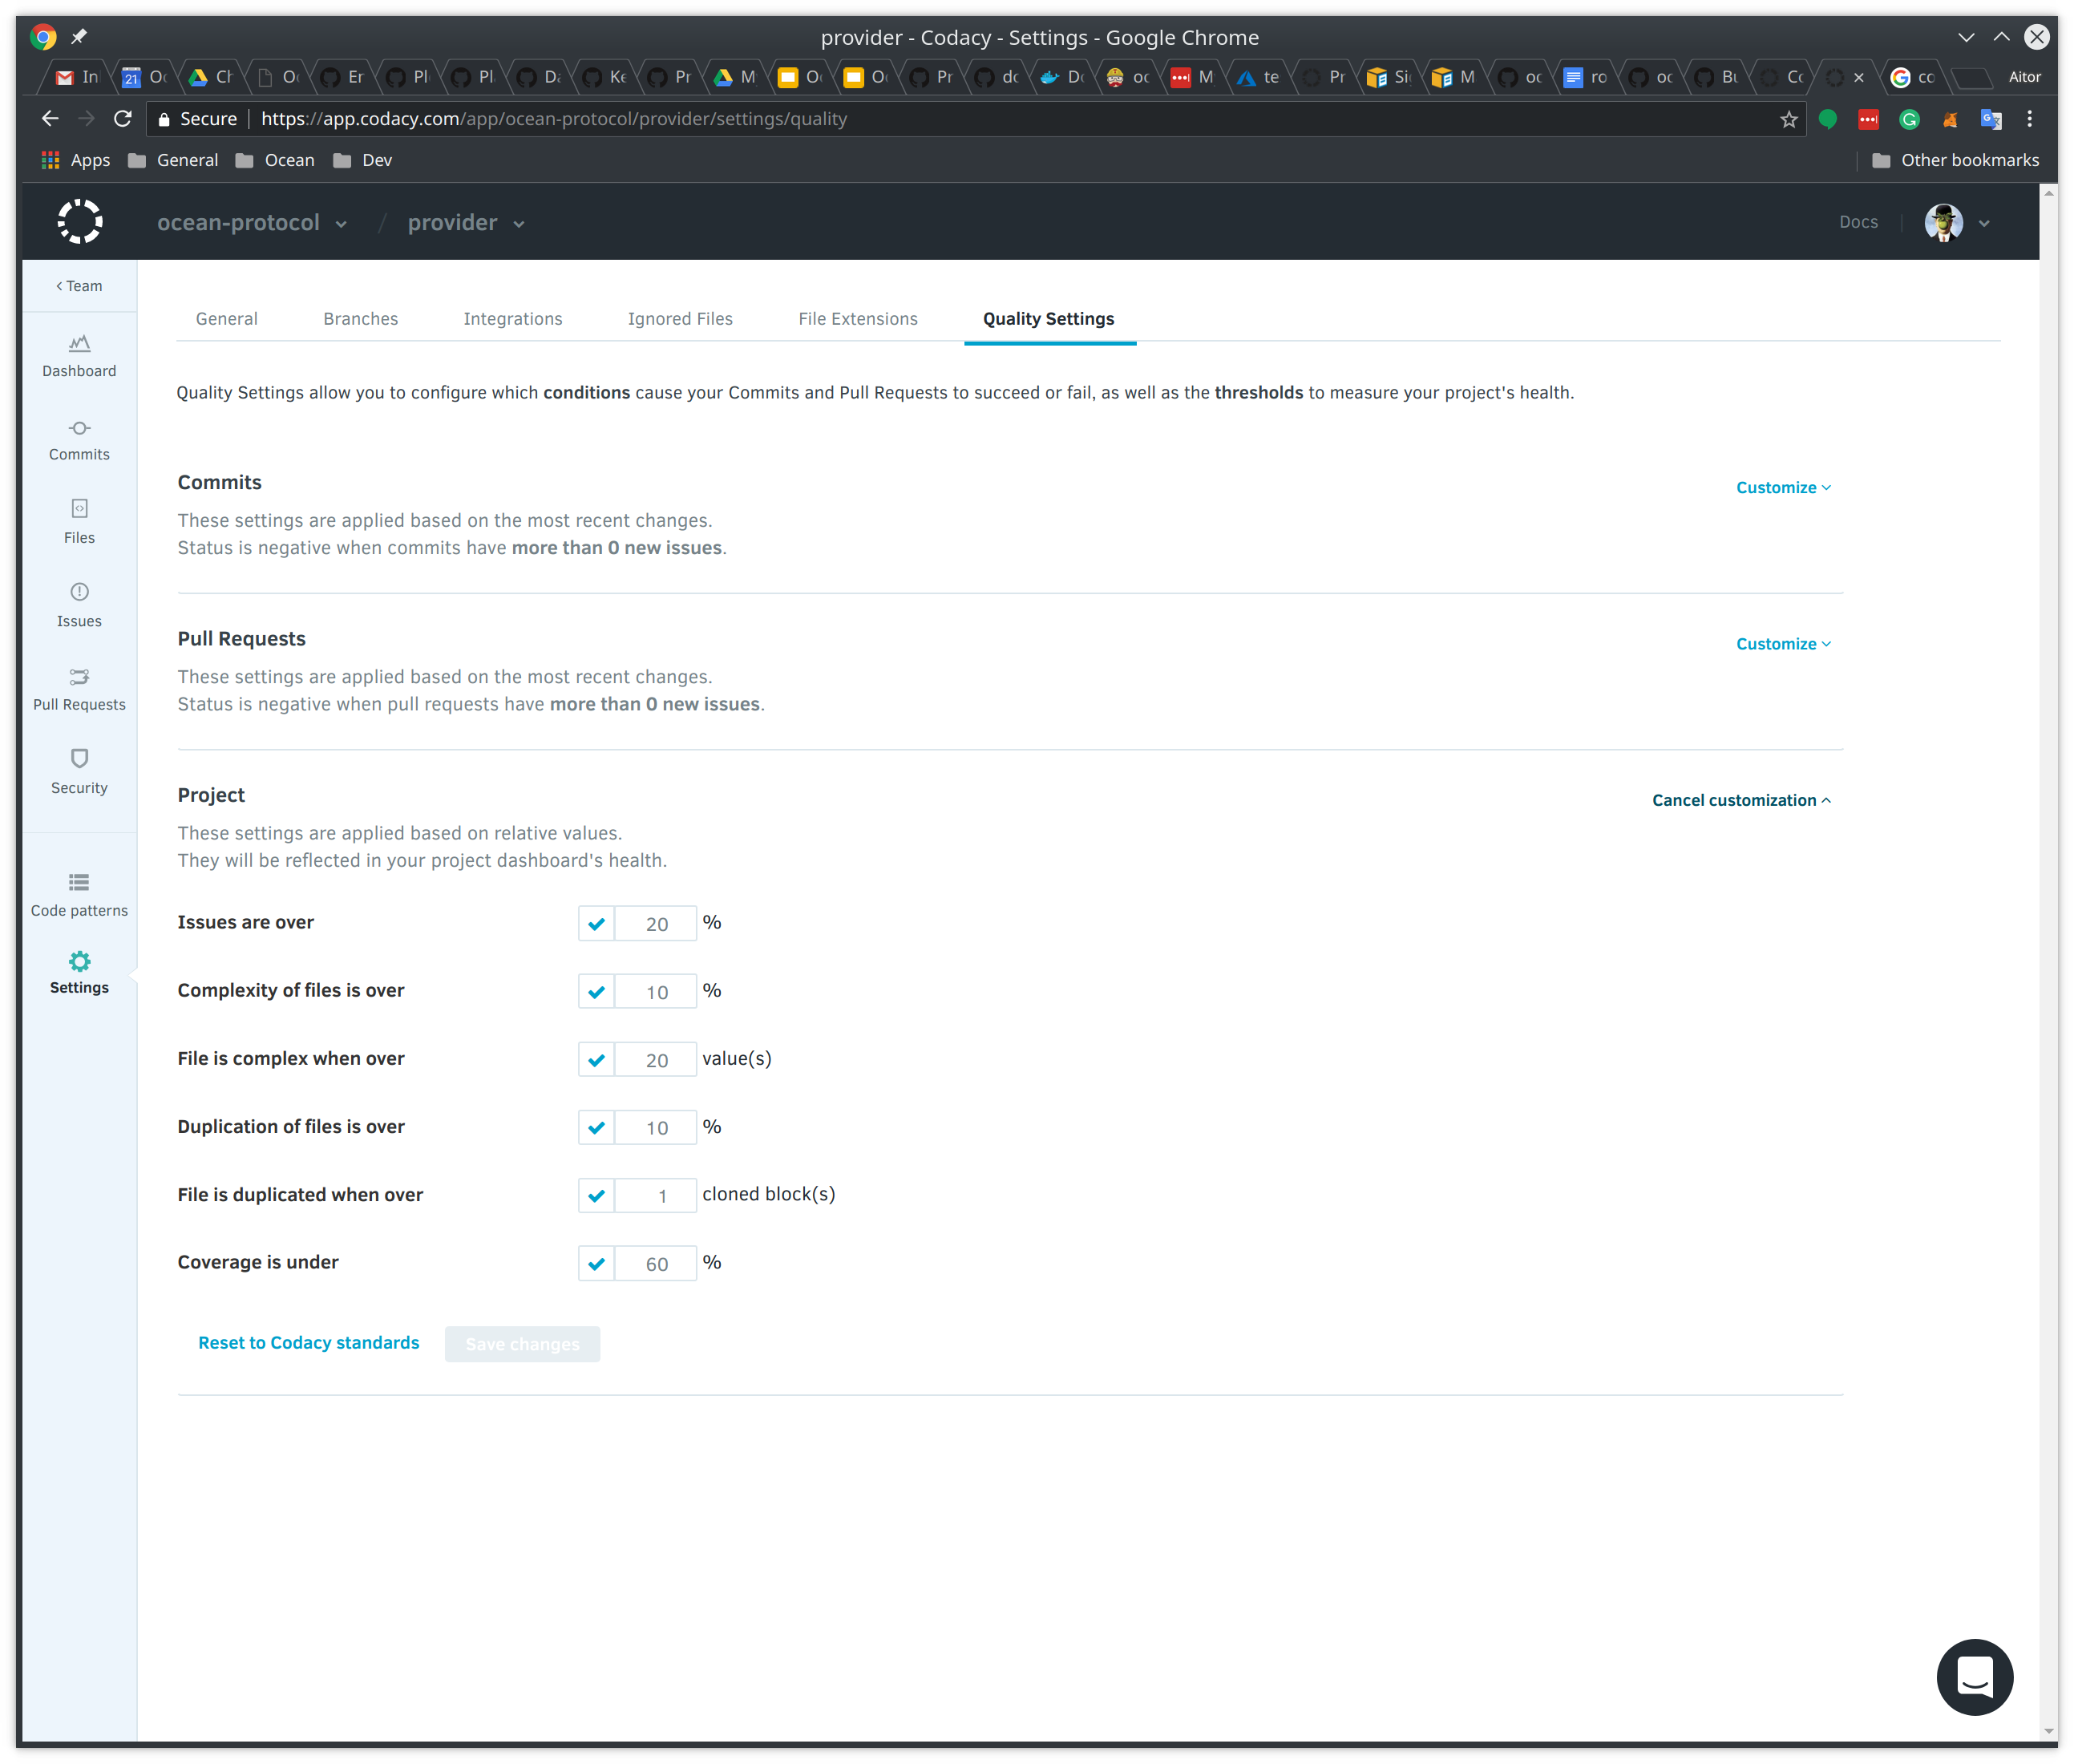 provider - Codacy - Settings - Google Chrome
In 21 Oc Ch Oc Er Pl Pl Da Ke Pr M Oc Oc Pr dc Dc oc M te Pr Si M oc ro oc Bu Cc co Aitor
Secure https://app.codacy.com/app/ocean-protocol/provider/settings/quality
Apps General Ocean Dev Other bookmarks
ocean-protocol / provider Docs
Team
General Branches Integrations Ignored Files File Extensions Quality Settings
Dashboard
Quality Settings allow you to configure which conditions cause your Commits and Pull Requests to succeed or fail, as well as the thresholds to measure your project's health.
Commits
Files
Issues
Pull Requests
Security
Code patterns
Settings
Commits
Customize
These settings are applied based on the most recent changes.
Status is negative when commits have more than 0 new issues.
Pull Requests
Customize
These settings are applied based on the most recent changes.
Status is negative when pull requests have more than 0 new issues.
Project
Cancel customization
These settings are applied based on relative values.
They will be reflected in your project dashboard's health.
Issues are over 20 %
Complexity of files is over 10 %
File is complex when over 20 value(s)
Duplication of files is over 10 %
File is duplicated when over 1 cloned block(s)
Coverage is under 60 %
Reset to Codacy standards Save changes